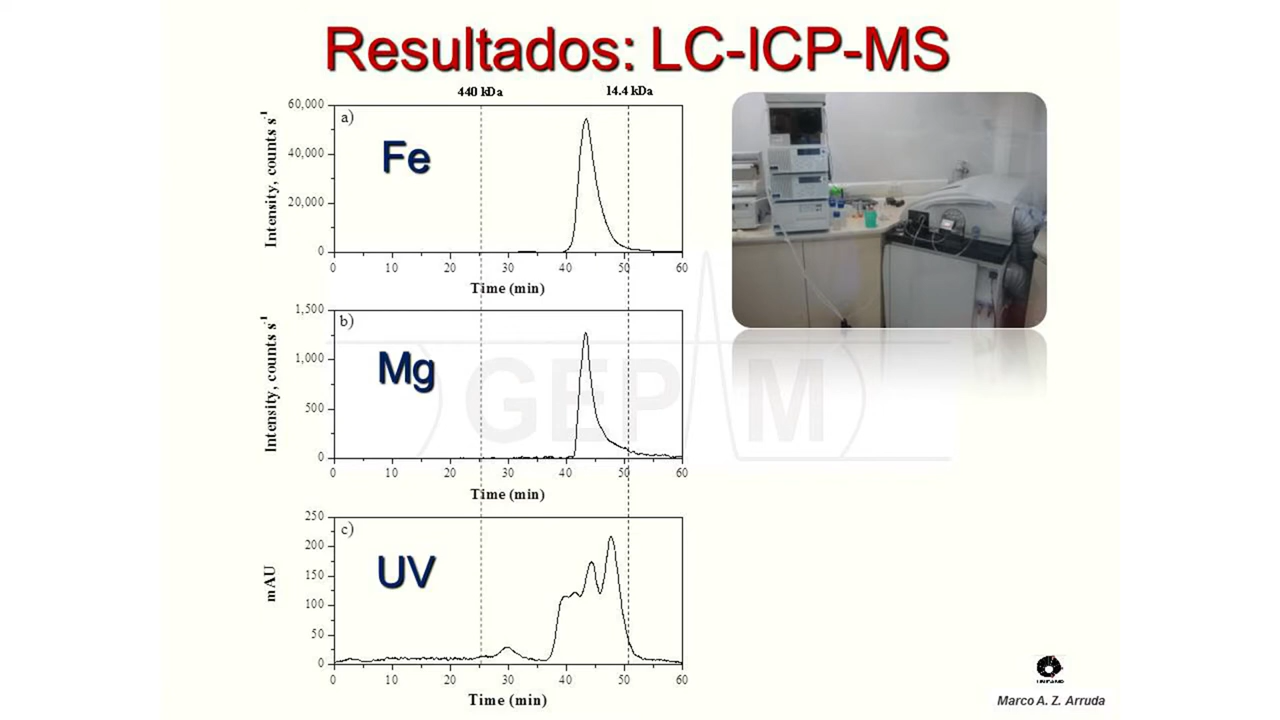 Resultados: LC-ICP-MS
440 kDa
14.4 kDa
a)
Fe
Intensity, counts s-1
60,000
40,000
20,000
0
0 10 20 30 40 50 60
Time (min)
b)
Mg
Intensity, counts s-1
1,500
1,000
500
0
0 10 20 30 40 50 60
Time (min)
c)
UV
mAU
250
200
150
100
50
0
0 10 20 30 40 50 60
Time (min)
GEPAM
UNICAMP
Marco A. Z. Arruda